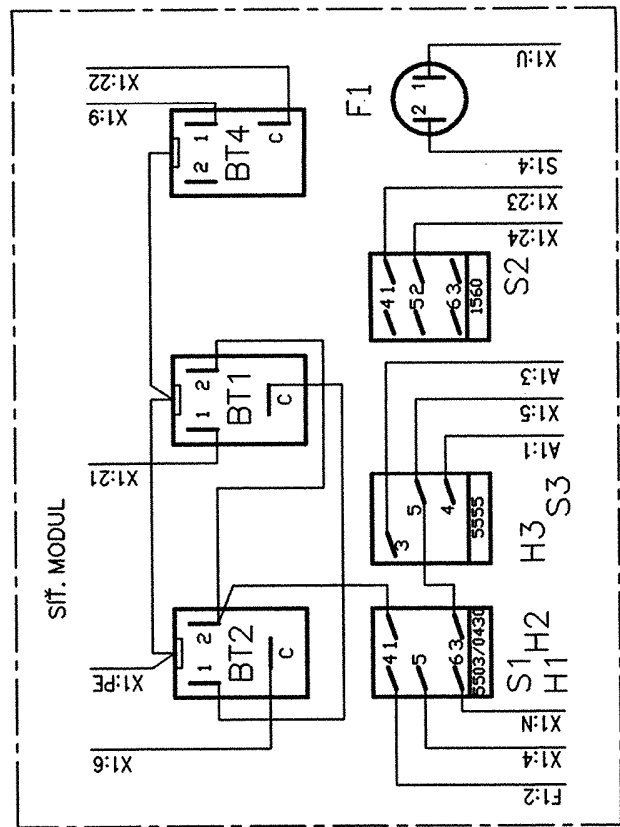 SÍŤ. MODUL
X1:6
X1:PE
X1:21
X1:9
X1:22
1 2
BT2
C
1 2
BT1
C
2 1
BT4
C
41
5
63
5503/0430
S1 H2
H1
3
5
4
5555
H3 S3
41
52
63
1560
S2
2 1
F1
F1:2
X1:4
X1:N
A1:1
X1:5
A1:3
X1:24
X1:23
S1:4
X1:U